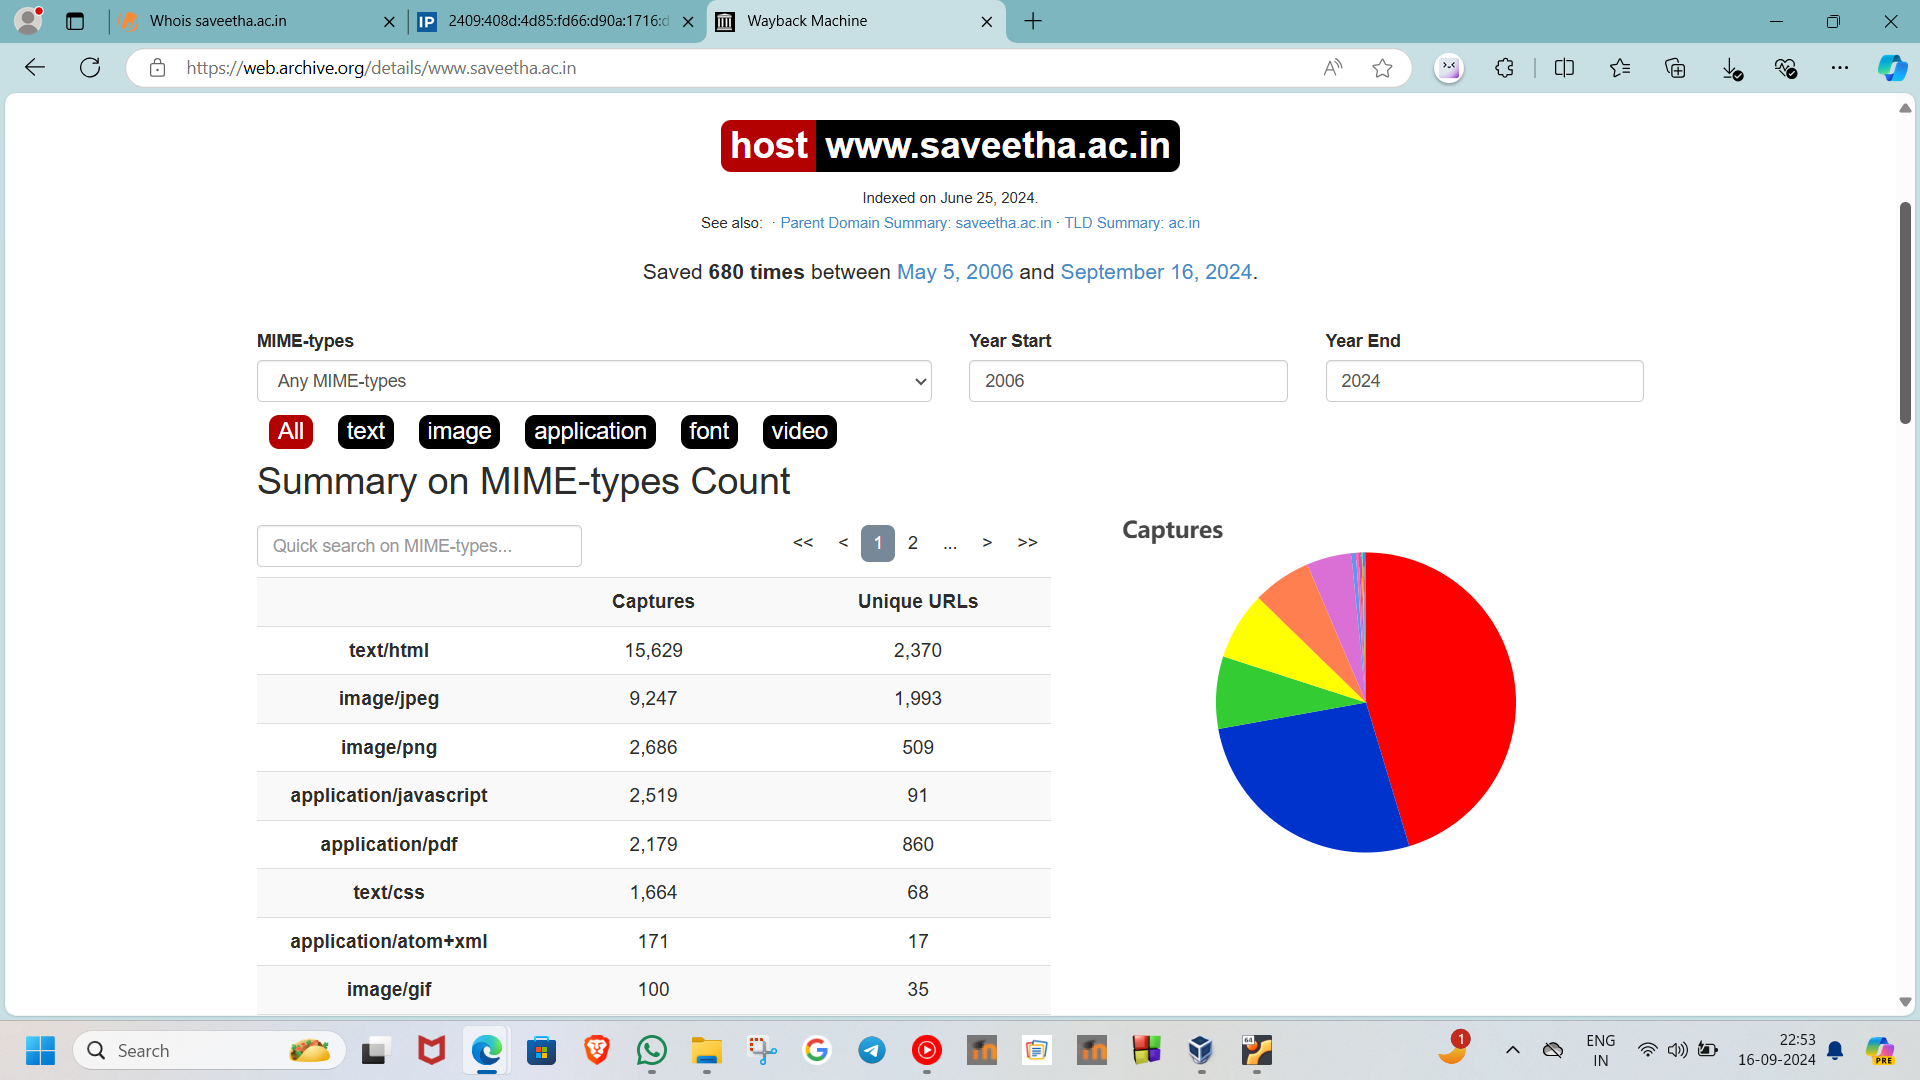 Whois saveetha.ac.in
IP 2409:408d:4d85:fd66:d90a:1716:d
Wayback Machine
https://web.archive.org/details/www.saveetha.ac.in
host www.saveetha.ac.in
Indexed on June 25, 2024.
See also: · Parent Domain Summary: saveetha.ac.in · TLD Summary: ac.in
Saved 680 times between May 5, 2006 and September 16, 2024.
MIME-types Year Start Year End
Any MIME-types 2006 2024
All text image application font video
Summary on MIME-types Count
Quick search on MIME-types... << < 1 2 ... > >>
Captures
Captures Unique URLs
text/html 15,629 2,370
image/jpeg 9,247 1,993
image/png 2,686 509
application/javascript 2,519 91
application/pdf 2,179 860
text/css 1,664 68
application/atom+xml 171 17
image/gif 100 35
Search
64
1
ENG
IN
22:53
16-09-2024
PRE